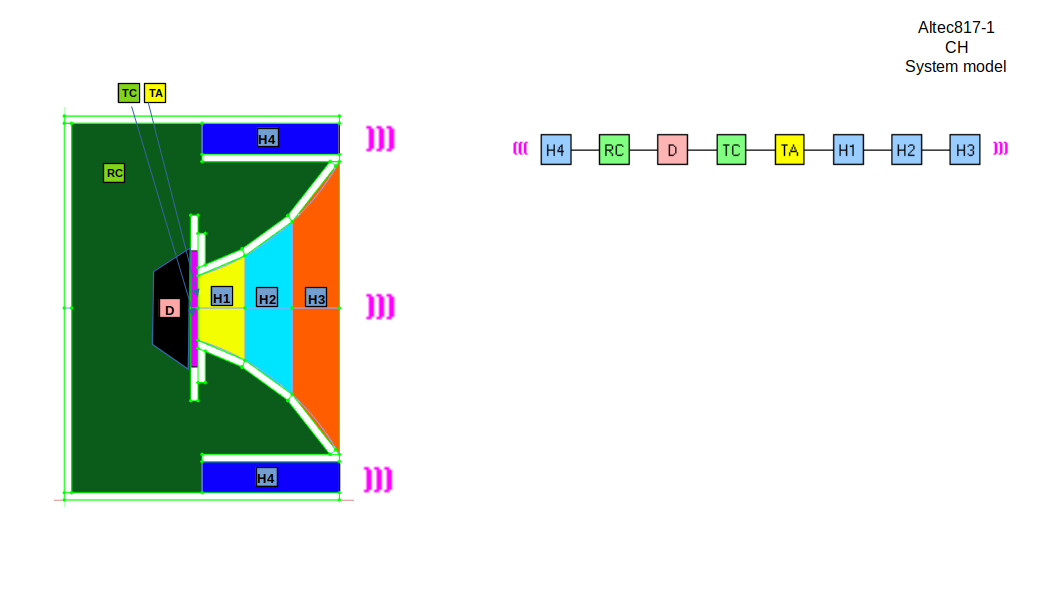 Altec817-1
CH
System model
TC TA
H4
RC
H4 RC D TC TA H1 H2 H3
D H1 H2 H3
H4